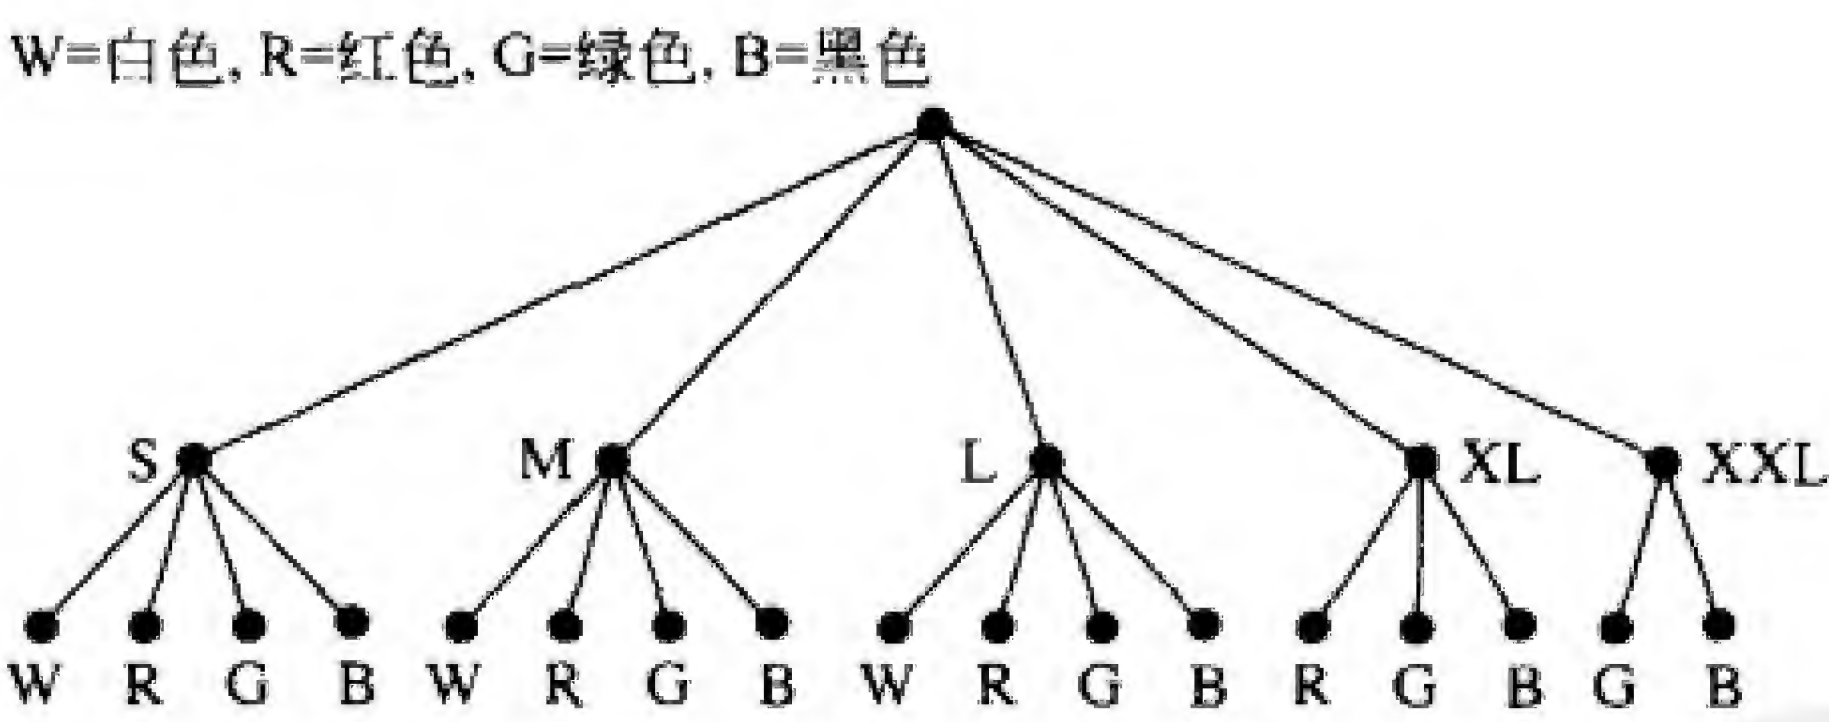 W=白色, R=红色, G=绿色, B=黑色
S M L XL XXL
W R G B W R G B W R G B R G B G B